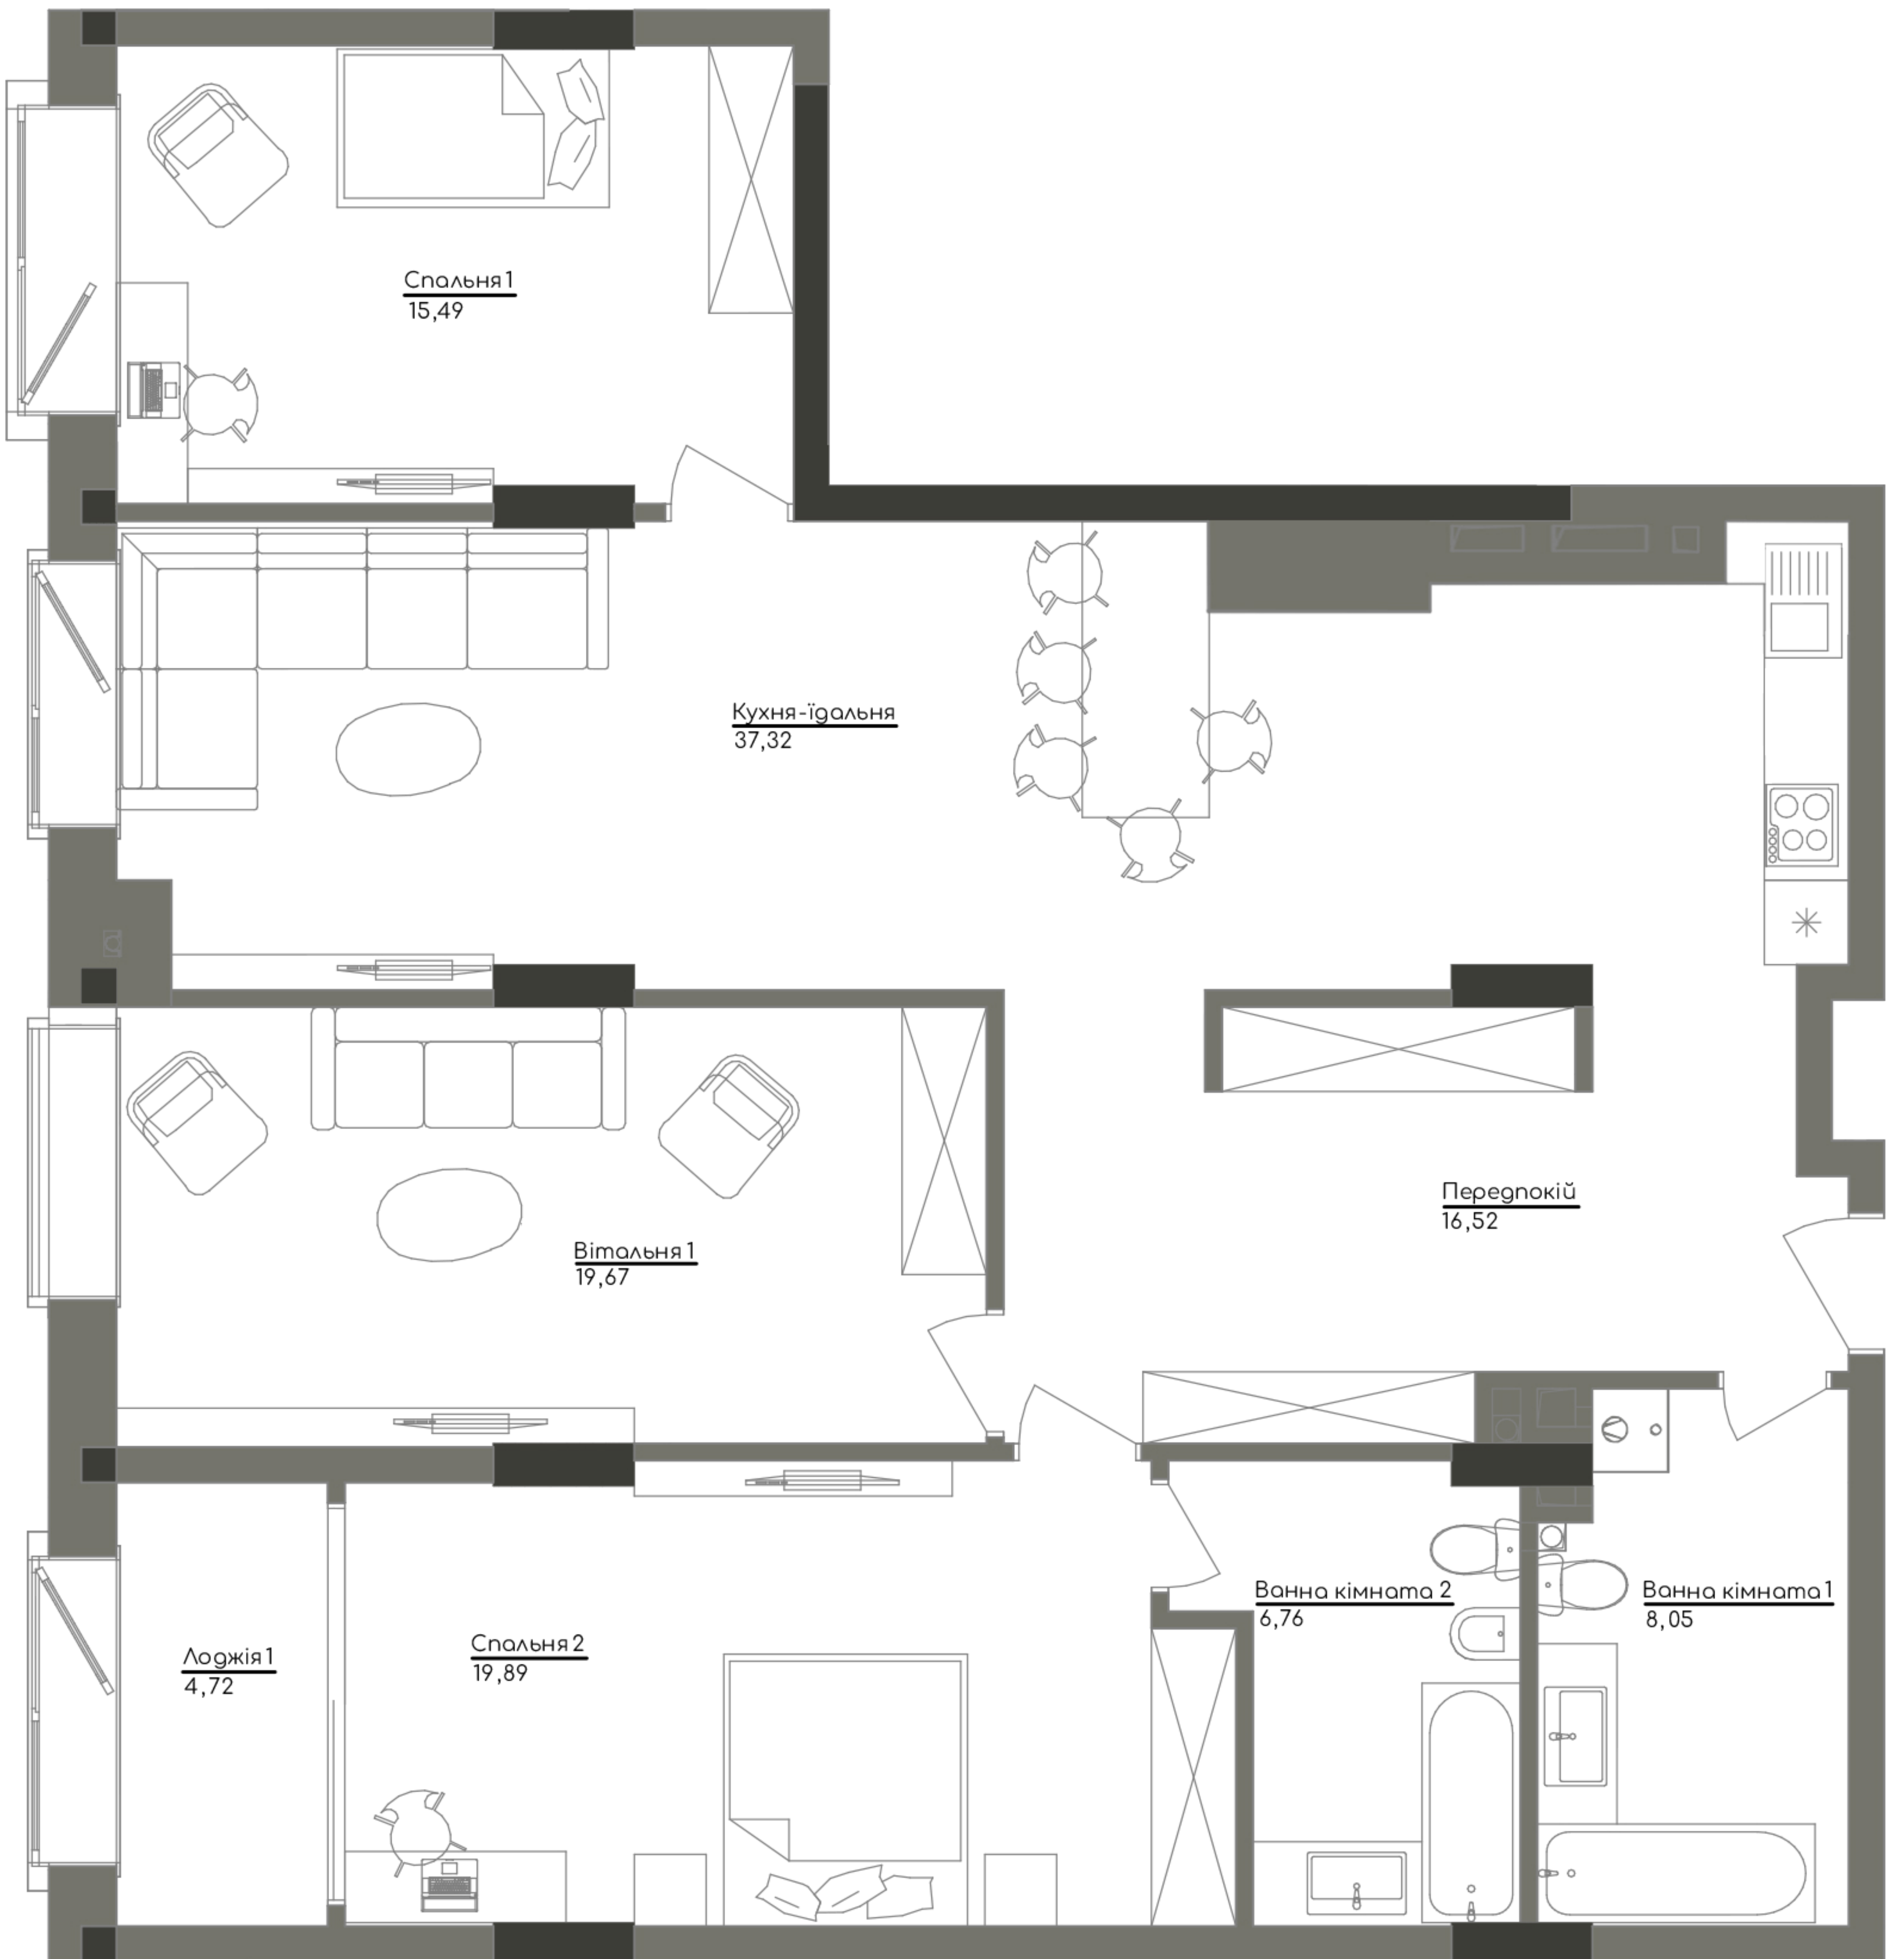 Спальня 1
15,49
Кухня-їдальня
37,32
Передпокій
16,52
Вітальня 1
19,67
Ванна кімната 2
6,76
Ванна кімната 1
8,05
Лоджія 1
4,72
Спальня 2
19,89